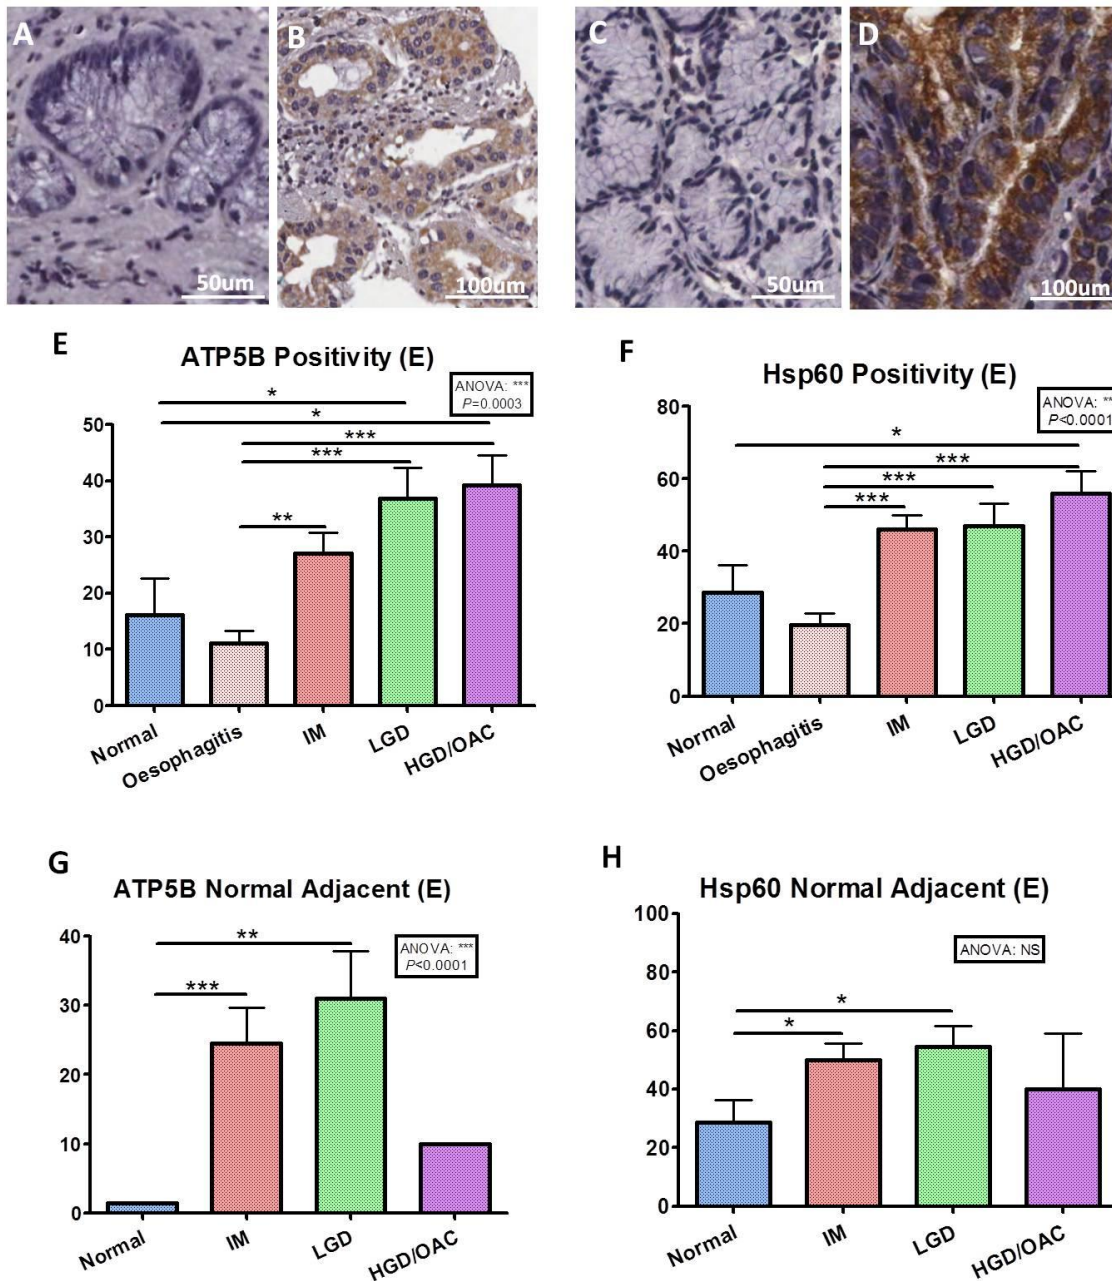 A
B
C
D
50um
100um
50um
100um
E
ATP5B Positivity (E)
ANOVA: ***
P=0.0003
*
*
***
***
**
50
40
30
20
10
0
Normal
Oesophagitis
IM
LGD
HGD/OAC
F
Hsp60 Positivity (E)
ANOVA: **
P<0.0001
*
***
***
***
80
60
40
20
0
Normal
Oesophagitis
IM
LGD
HGD/OAC
G
ATP5B Normal Adjacent (E)
ANOVA: ***
P<0.0001
**
***
40
30
20
10
0
Normal
IM
LGD
HGD/OAC
H
Hsp60 Normal Adjacent (E)
ANOVA: NS
*
*
100
80
60
40
20
0
Normal
IM
LGD
HGD/OAC